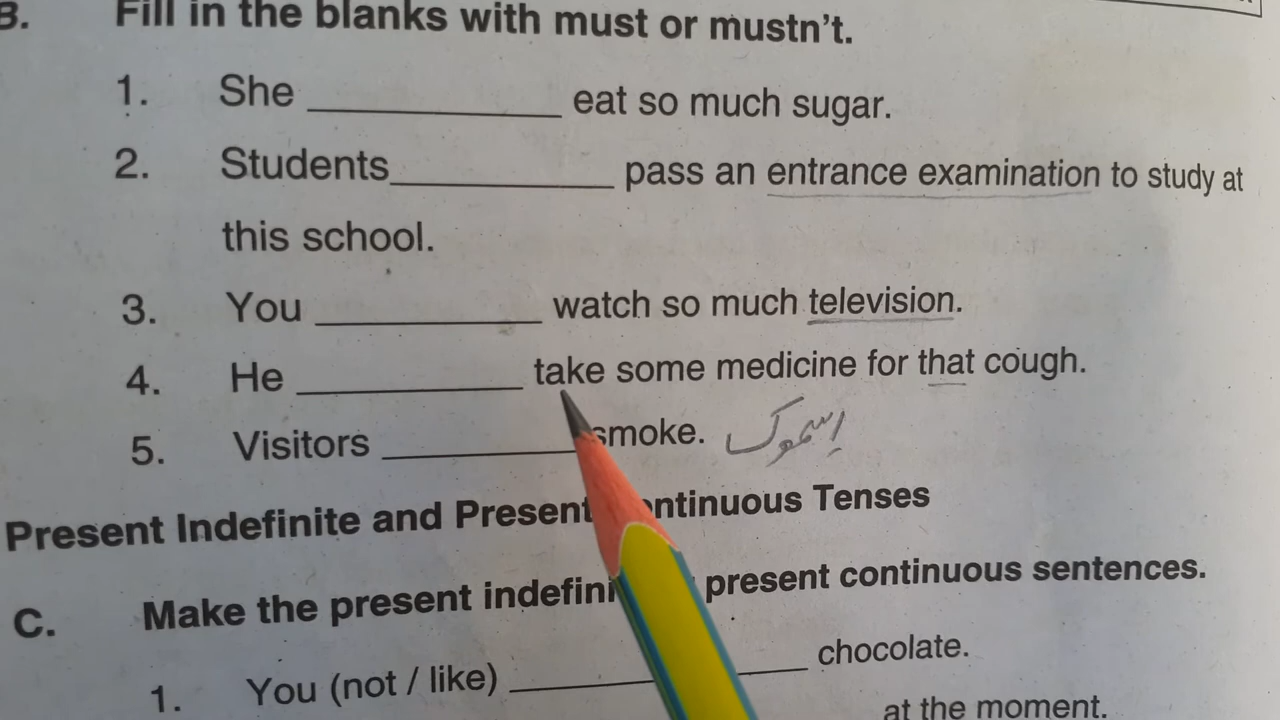 B. Fill in the blanks with must or mustn't.
1. She ____________ eat so much sugar.
2. Students____________ pass an entrance examination to study at
this school.
3. You ____________ watch so much television.
4. He ____________ take some medicine for that cough.
5. Visitors ____________ smoke. اسموک
Present Indefinite and Present Continuous Tenses
C. Make the present indefinite present continuous sentences.
1. You (not / like) ____________ chocolate.
at the moment.